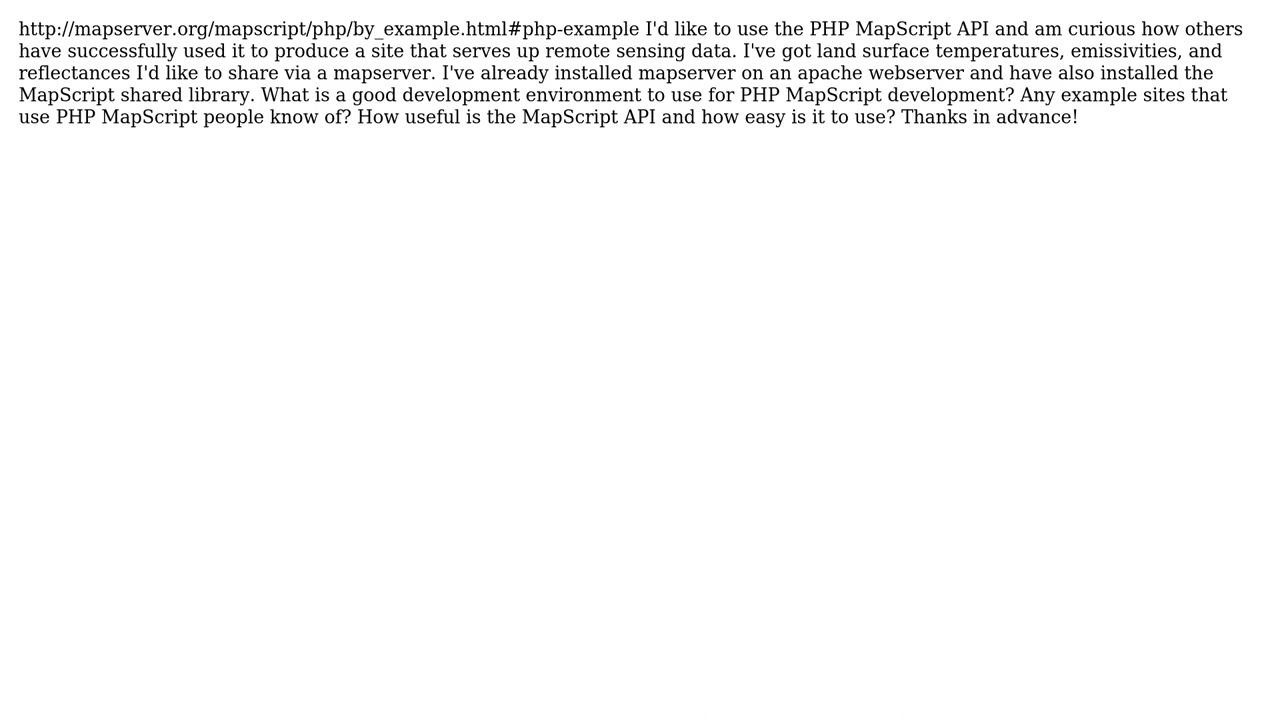 http://mapserver.org/mapscript/php/by_example.html#php-example I'd like to use the PHP MapScript API and am curious how others
have successfully used it to produce a site that serves up remote sensing data. I've got land surface temperatures, emissivities, and
reflectances I'd like to share via a mapserver. I've already installed mapserver on an apache webserver and have also installed the
MapScript shared library. What is a good development environment to use for PHP MapScript development? Any example sites that
use PHP MapScript people know of? How useful is the MapScript API and how easy is it to use? Thanks in advance!